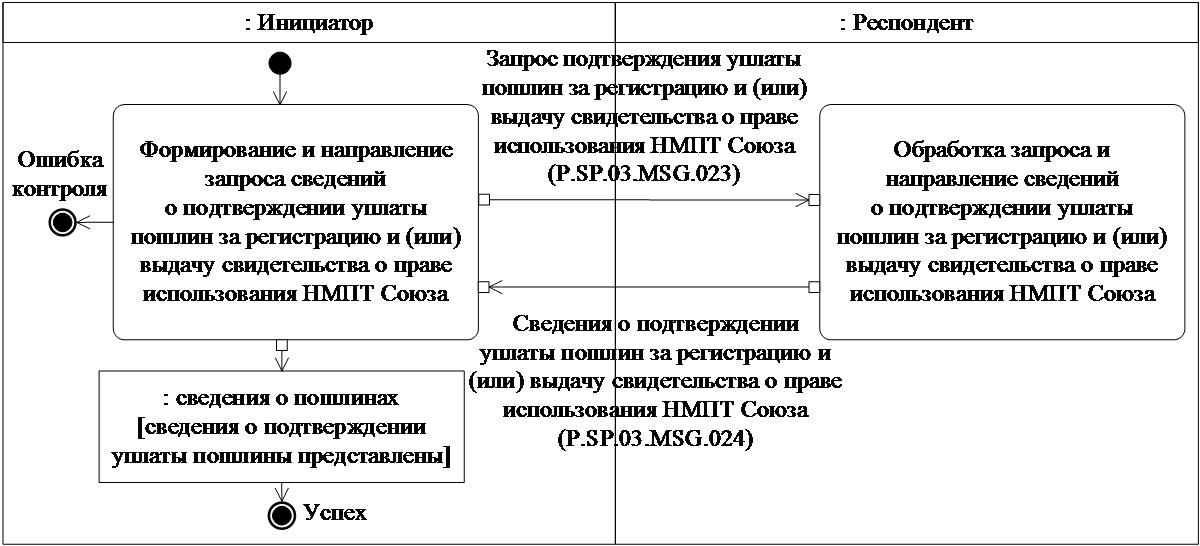 : Инициатор
: Респондент
Запрос подтверждения уплаты
пошлин за регистрацию и (или)
выдачу свидетельства о праве
использования НМПТ Союза
(P.SP.03.MSG.023)
Ошибка
контроля
Формирование и направление
запроса сведений
о подтверждении уплаты
пошлин за регистрацию и (или)
выдачу свидетельства о праве
использования НМПТ Союза
Обработка запроса и
направление сведений
о подтверждении уплаты
пошлин за регистрацию и (или)
выдачу свидетельства о праве
использования НМПТ Союза
Сведения о подтверждении
уплаты пошлин за регистрацию и
(или) выдачу свидетельства о праве
использования НМПТ Союза
(P.SP.03.MSG.024)
: сведения о пошлинах
[сведения о подтверждении
уплаты пошлины представлены]
Успех